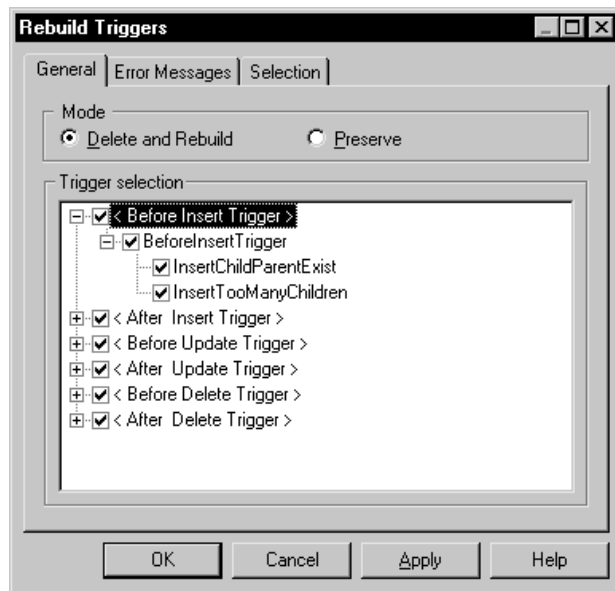 Rebuild Triggers
General Error Messages Selection
Mode
Delete and Rebuild Preserve
Trigger selection
< Before Insert Trigger >
BeforeInsertTrigger
InsertChildParentExist
InsertTooManyChildren
< After Insert Trigger >
< Before Update Trigger >
< After Update Trigger >
< Before Delete Trigger >
< After Delete Trigger >
OK Cancel Apply Help